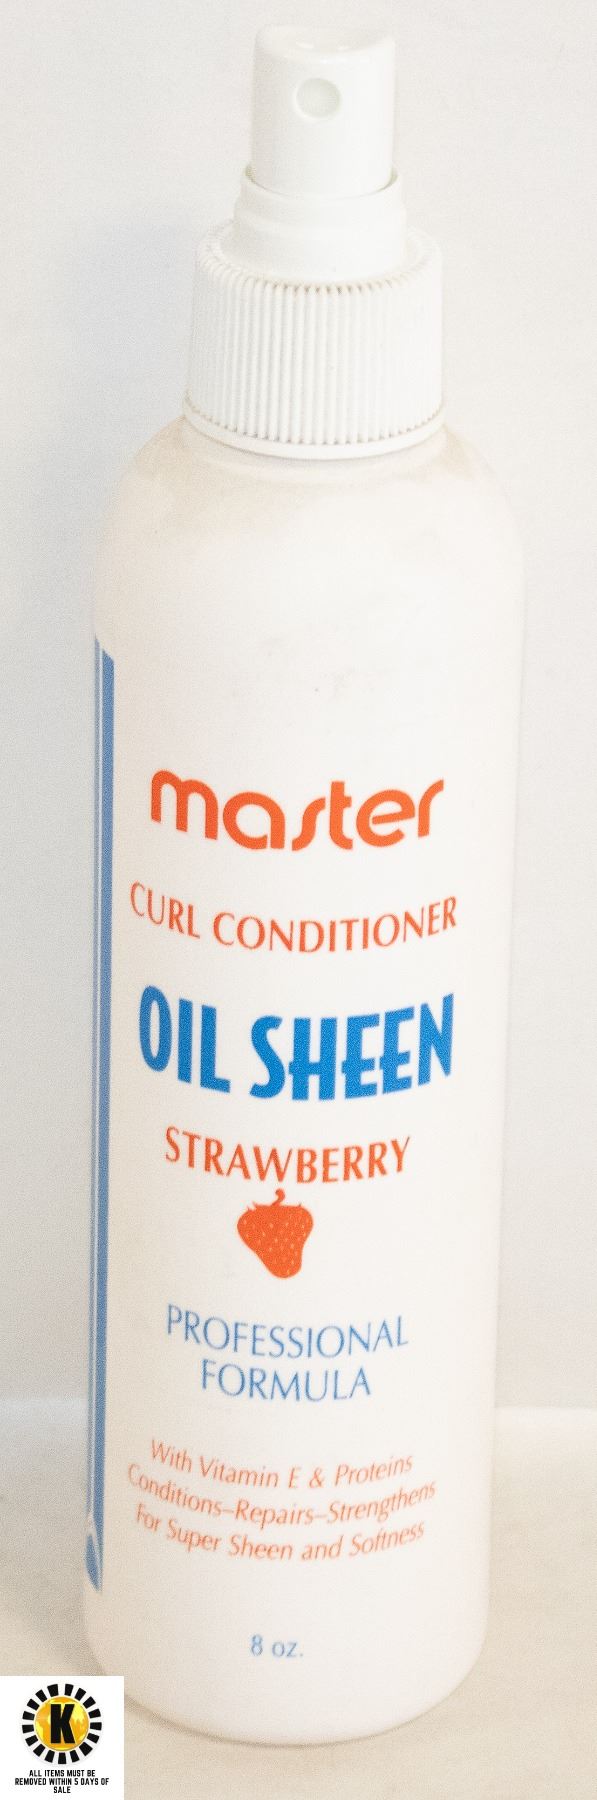 master
CURL CONDITIONER
OIL SHEEN
STRAWBERRY
PROFESSIONAL
FORMULA
With Vitamin E & Proteins
Conditions–Repairs–Strengthens
For Super Sheen and Softness
8 oz.
K
ALL ITEMS MUST BE
REMOVED WITHIN 5 DAYS OF
SALE